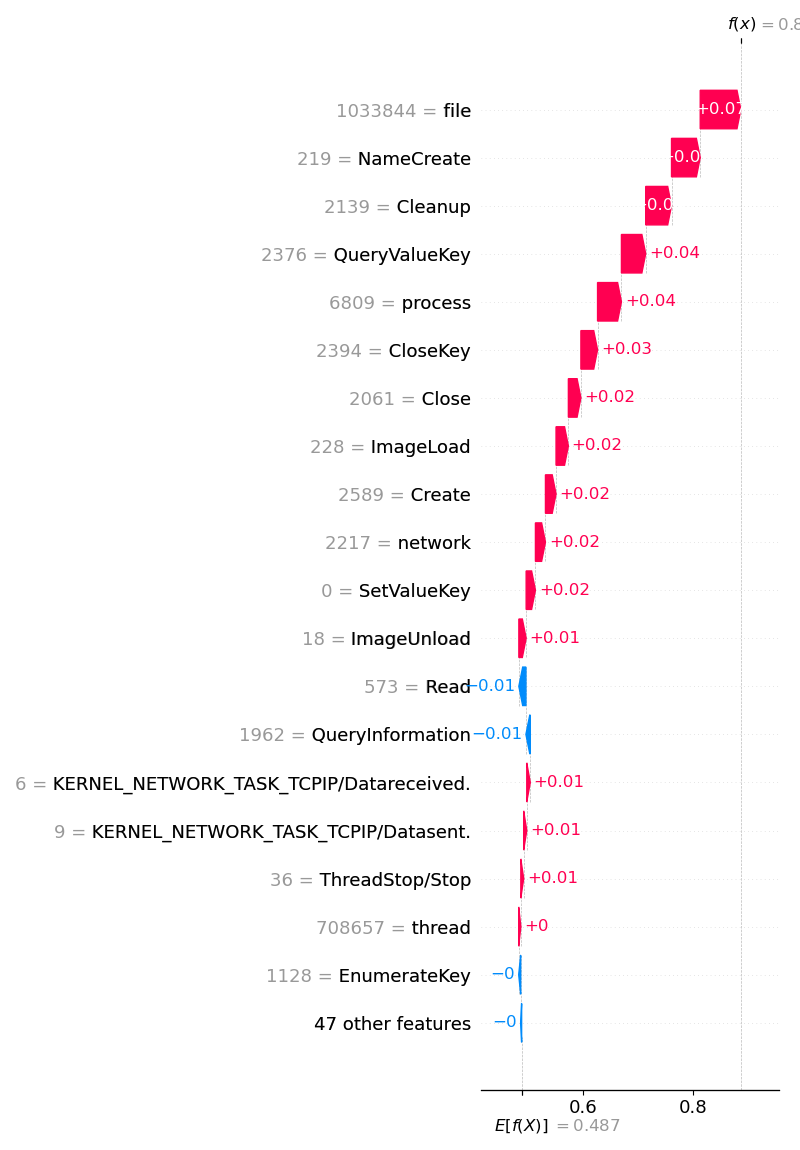 f(x) = 0.8
1033844 = file +0.07
219 = NameCreate +0.0
2139 = Cleanup +0.0
2376 = QueryValueKey +0.04
6809 = process +0.04
2394 = CloseKey +0.03
2061 = Close +0.02
228 = ImageLoad +0.02
2589 = Create +0.02
2217 = network +0.02
0 = SetValueKey +0.02
18 = ImageUnload +0.01
573 = Read −0.01
1962 = QueryInformation −0.01
6 = KERNEL_NETWORK_TASK_TCPIP/Datareceived. +0.01
9 = KERNEL_NETWORK_TASK_TCPIP/Datasent. +0.01
36 = ThreadStop/Stop +0.01
708657 = thread +0
1128 = EnumerateKey −0
47 other features −0
0.6 0.8
E[f(X)] = 0.487